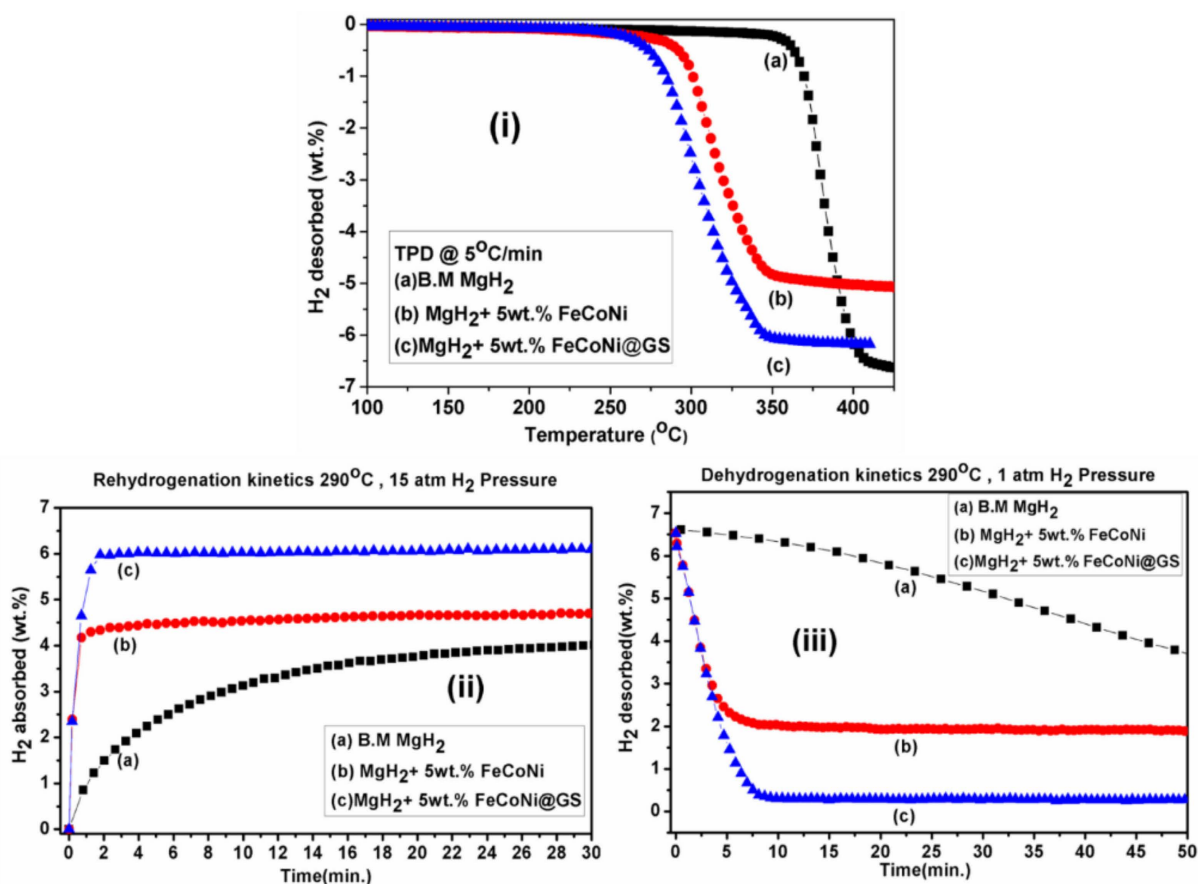 0
-1
-2
-3
-4
-5
-6
-7
H2 desorbed (wt.%)
(i)
(a)
(b)
(c)
TPD @ 5°C/min
(a)B.M MgH2
(b) MgH2+ 5wt.% FeCoNi
(c)MgH2+ 5wt.% FeCoNi@GS
100 150 200 250 300 350 400
Temperature (°C)
Rehydrogenation kinetics 290°C , 15 atm H2 Pressure
7
6
5
4
3
2
1
0
H2 absorbed (wt.%)
(c)
(b)
(a)
(ii)
(a) B.M MgH2
(b) MgH2+ 5wt.% FeCoNi
(c)MgH2+ 5wt.% FeCoNi@GS
0 2 4 6 8 10 12 14 16 18 20 22 24 26 28 30
Time(min.)
Dehydrogenation kinetics 290°C , 1 atm H2 Pressure
7
6
5
4
3
2
1
0
H2 desorbed(wt.%)
(a) B.M MgH2
(b) MgH2+ 5wt.% FeCoNi
(c)MgH2+ 5wt.% FeCoNi@GS
(a)
(iii)
(b)
(c)
0 5 10 15 20 25 30 35 40 45 50
Time(min.)